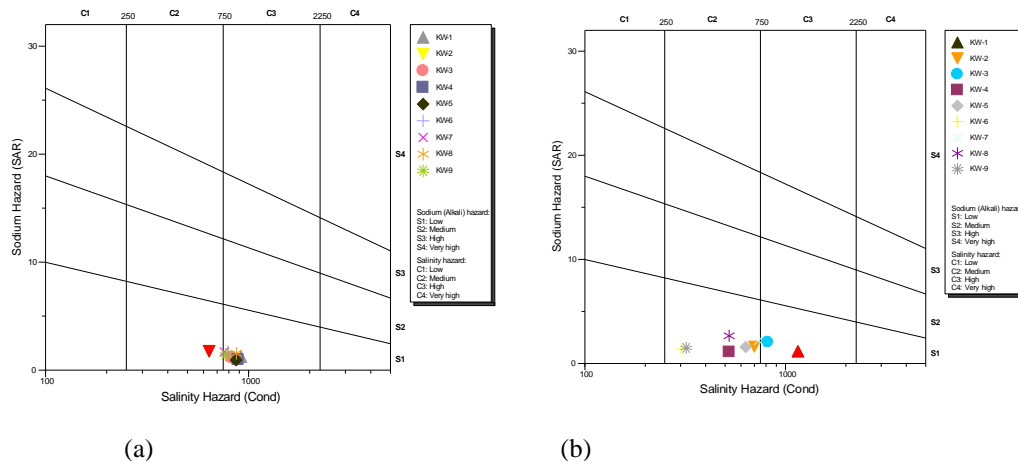 C1 250 C2 750 C3 2250 C4
30
20
10
0
Sodium Hazard (SAR)
S4
S3
S2
S1
100 1000
Salinity Hazard (Cond)
KW-1
KW-2
KW-3
KW-4
KW-5
KW-6
KW-7
KW-8
KW-9
Sodium (Alkali) hazard:
S1: Low
S2: Medium
S3: High
S4: Very high
Salinity hazard:
C1: Low
C2: Medium
C3: High
C4: Very high
(a)
C1 250 C2 750 C3 2250 C4
30
20
10
0
Sodium Hazard (SAR)
S4
S3
S2
S1
100 1000
Salinity Hazard (Cond)
KW-1
KW-2
KW-3
KW-4
KW-5
KW-6
KW-7
KW-8
KW-9
Sodium (Alkali) hazar
S1: Low
S2: Medium
S3: High
S4: Very high
Salinity hazard:
C1: Low
C2: Medium
C3: High
C4: Very high
(b)